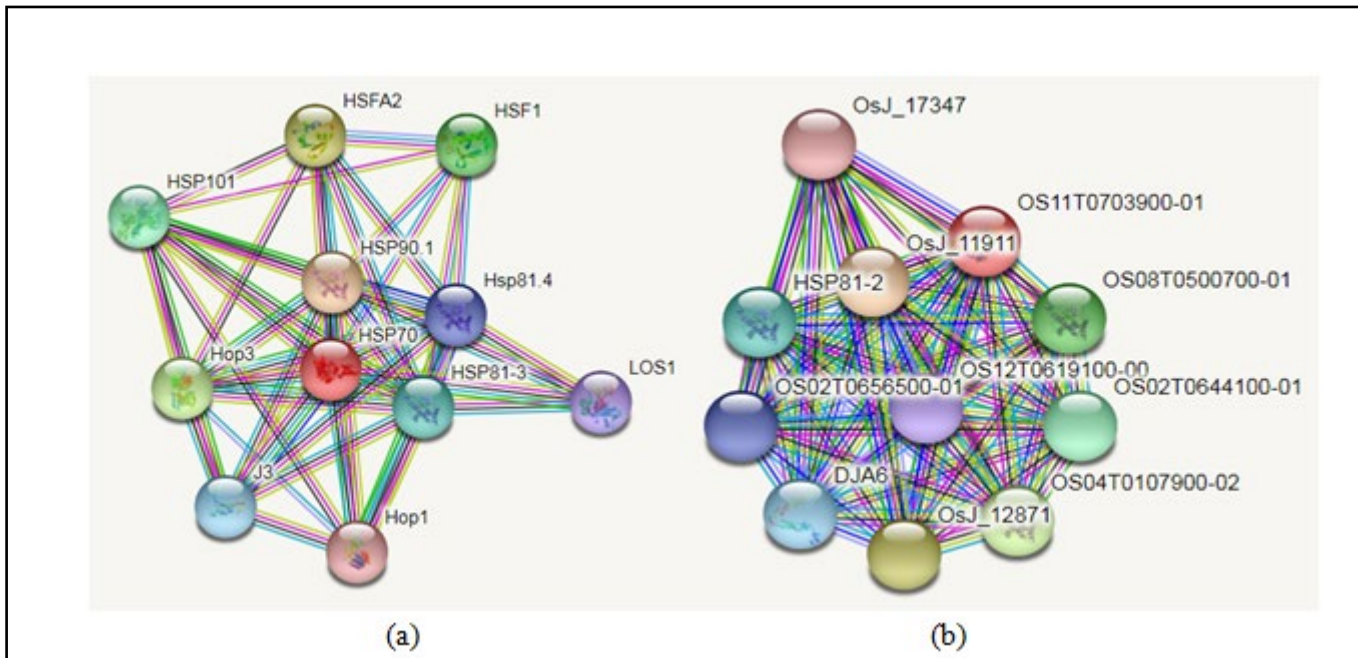 HSFA2
HSF1
HSP101
HSP90.1
Hsp81.4
HSP70
Hop3
HSP81-3
LOS1
J3
Hop1
(a)
OsJ_17347
OS11T0703900-01
OsJ_11911
HSP81-2
OS08T0500700-01
OS12T0619100-00
OS02T0656500-01
OS02T0644100-01
DJA6
OS04T0107900-02
OsJ_12871
(b)